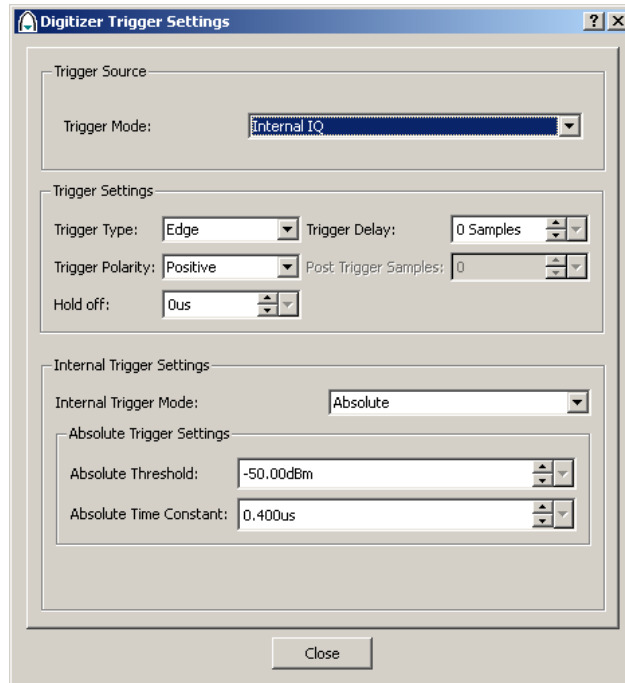 Digitizer Trigger Settings
Trigger Source
Trigger Mode: Internal IQ
Trigger Settings
Trigger Type: Edge Trigger Delay: 0 Samples
Trigger Polarity: Positive Post Trigger Samples: 0
Hold off: 0us
Internal Trigger Settings
Internal Trigger Mode: Absolute
Absolute Trigger Settings
Absolute Threshold: -50.00dBm
Absolute Time Constant: 0.400us
Close